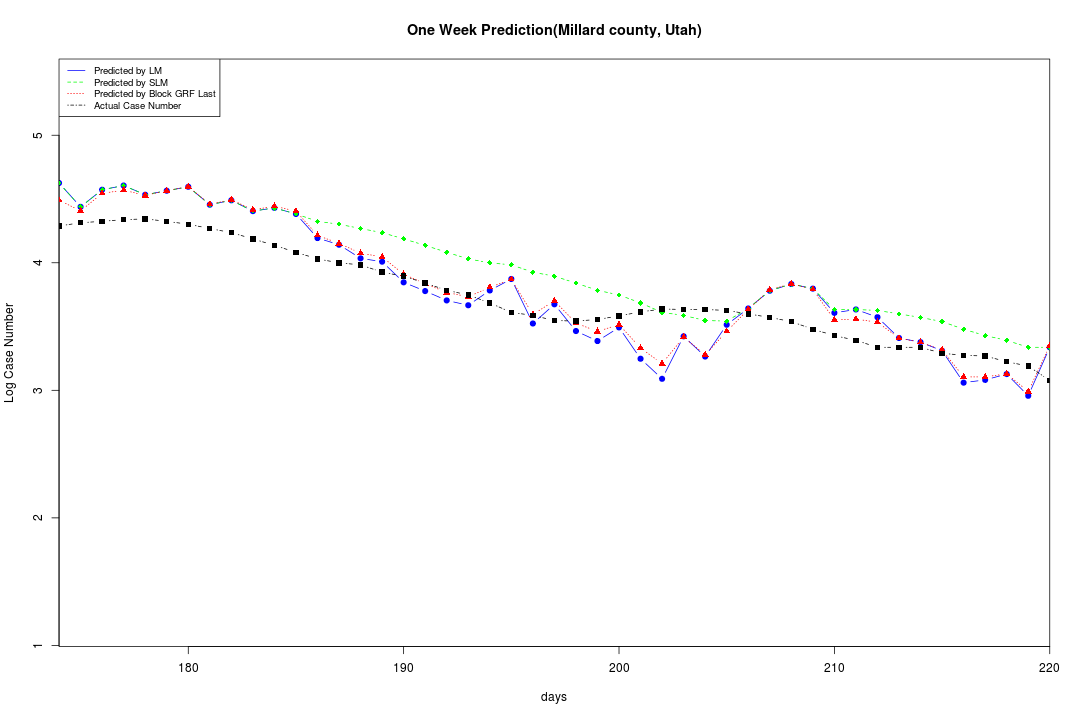 One Week Prediction(Millard county, Utah)
Predicted by LM
Predicted by SLM
Predicted by Block GRF Last
Actual Case Number
5
4
3
2
1
Log Case Number
180 190 200 210 220
days